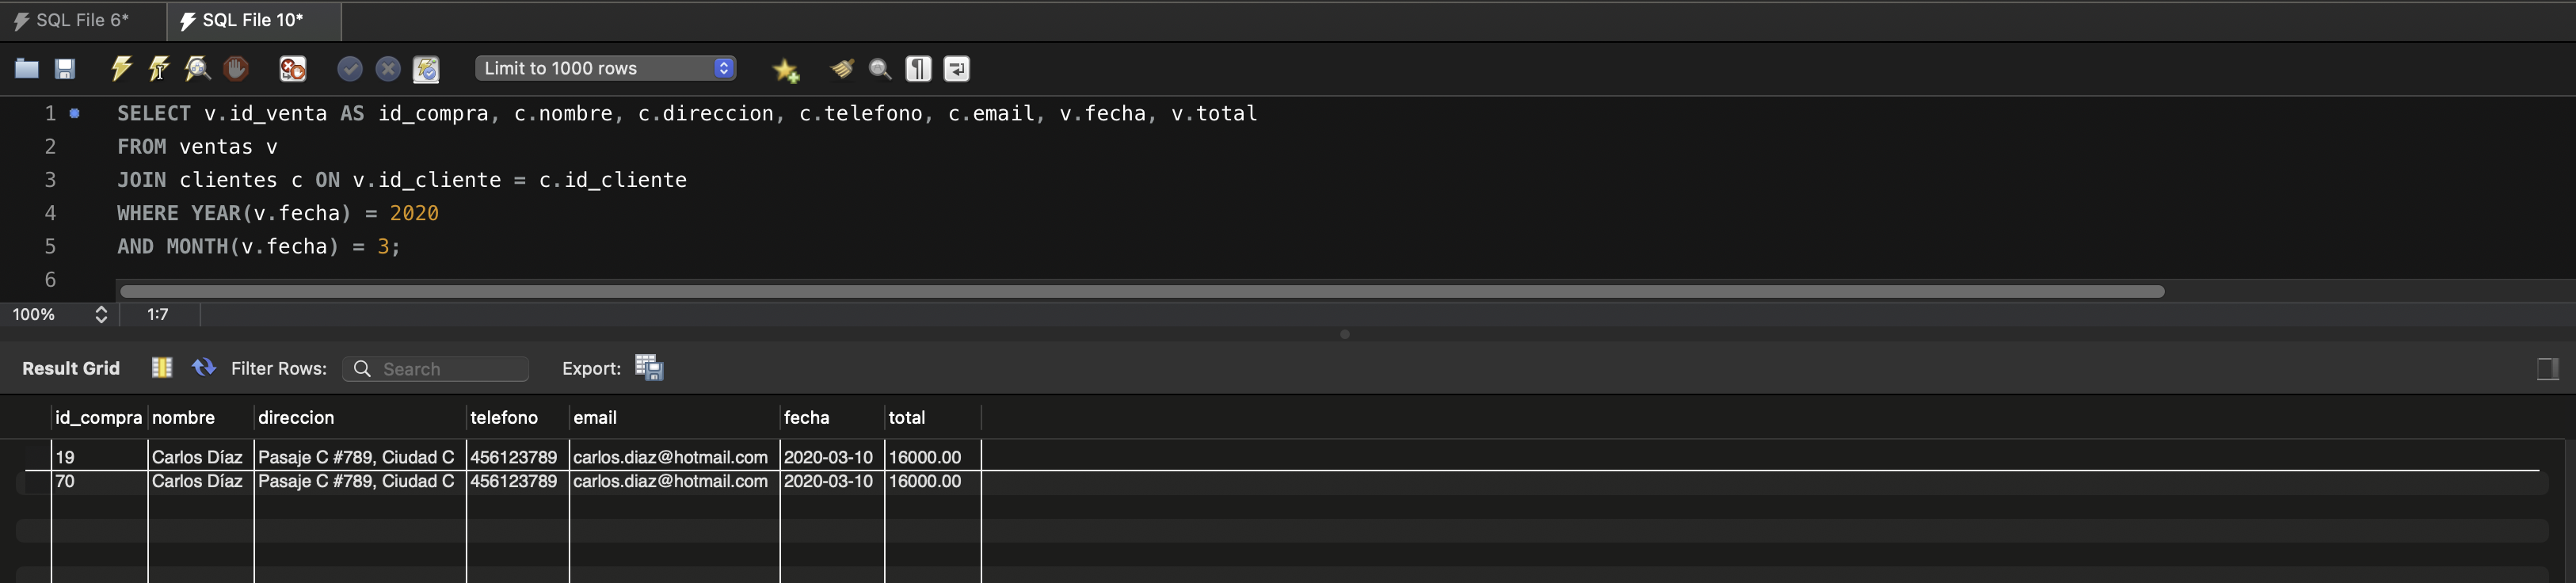 SQL File 6* SQL File 10*
Limit to 1000 rows
1 SELECT v.id_venta AS id_compra, c.nombre, c.direccion, c.telefono, c.email, v.fecha, v.total
2 FROM ventas v
3 JOIN clientes c ON v.id_cliente = c.id_cliente
4 WHERE YEAR(v.fecha) = 2020
5 AND MONTH(v.fecha) = 3;
6
100% 1:7
Result Grid Filter Rows: Search Export:
id_compra nombre direccion telefono email fecha total
19 Carlos Díaz Pasaje C #789, Ciudad C 456123789 carlos.diaz@hotmail.com 2020-03-10 16000.00
70 Carlos Díaz Pasaje C #789, Ciudad C 456123789 carlos.diaz@hotmail.com 2020-03-10 16000.00